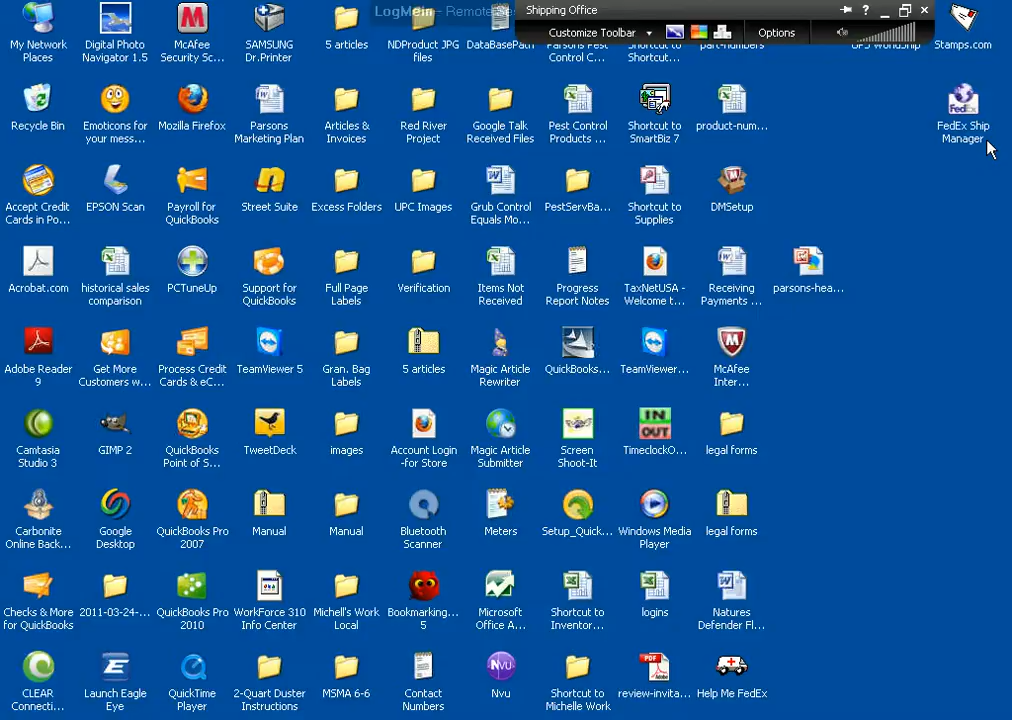 LogMeIn - Remote Se
Shipping Office
Customize Toolbar
Options
My Network
Places
Digital Photo
Navigator 1.5
McAfee
Security Sc...
SAMSUNG
Dr.Printer
5 articles
NDProduct JPG
files
DataBasePath
Parsons Pest
Control C...
Shortcut to
Shortcut...
part-numbers
UPS WorldShip
Stamps.com
Recycle Bin
Emoticons for
your mess...
Mozilla Firefox
Parsons
Marketing Plan
Articles &
Invoices
Red River
Project
Google Talk
Received Files
Pest Control
Products ...
Shortcut to
SmartBiz 7
product-num...
FedEx
FedEx Ship
Manager
Accept Credit
Cards in Po...
EPSON Scan
Payroll for
QuickBooks
Street Suite
Excess Folders
UPC Images
Grub Control
Equals Mo...
PestServBa...
Shortcut to
Supplies
DMSetup
Acrobat.com
historical sales
comparison
PCTuneUp
Support for
QuickBooks
Full Page
Labels
Verification
Items Not
Received
Progress
Report Notes
TaxNetUSA -
Welcome t...
Receiving
Payments ...
parsons-hea...
Adobe Reader
9
Get More
Customers w...
Process Credit
Cards & eC...
TeamViewer 5
Gran. Bag
Labels
5 articles
Magic Article
Rewriter
QuickBooks...
TeamViewer...
McAfee
Inter...
Camtasia
Studio 3
GIMP 2
QuickBooks
Point of S...
TweetDeck
images
Account Login
-for Store
Magic Article
Submitter
Screen
Shoot-It
IN
OUT
TimeclockO...
legal forms
Carbonite
Online Back...
Google
Desktop
QuickBooks Pro
2007
Manual
Manual
Bluetooth
Scanner
Meters
Setup_Quick...
Windows Media
Player
legal forms
Checks & More
for QuickBooks
2011-03-24-...
QuickBooks Pro
2010
WorkForce 310
Info Center
Michell's Work
Local
Bookmarking...
5
Microsoft
Office A...
Shortcut to
Inventor...
logins
Natures
Defender Fl...
CLEAR
Connecti...
Launch Eagle
Eye
QuickTime
Player
2-Quart Duster
Instructions
MSMA 6-6
Contact
Numbers
NVU
Nvu
Shortcut to
Michelle Work
PDF
review-invita...
Help Me FedEx